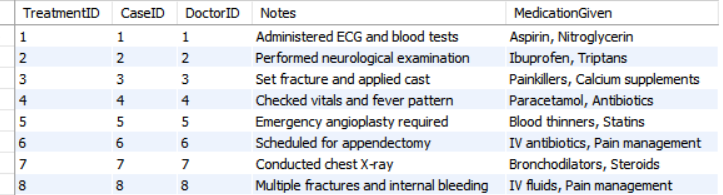 TreatmentID CaseID DoctorID Notes MedicationGiven
1 1 1 Administered ECG and blood tests Aspirin, Nitroglycerin
2 2 2 Performed neurological examination Ibuprofen, Triptans
3 3 3 Set fracture and applied cast Painkillers, Calcium supplements
4 4 4 Checked vitals and fever pattern Paracetamol, Antibiotics
5 5 5 Emergency angioplasty required Blood thinners, Statins
6 6 6 Scheduled for appendectomy IV antibiotics, Pain management
7 7 7 Conducted chest X-ray Bronchodilators, Steroids
8 8 8 Multiple fractures and internal bleeding IV fluids, Pain management